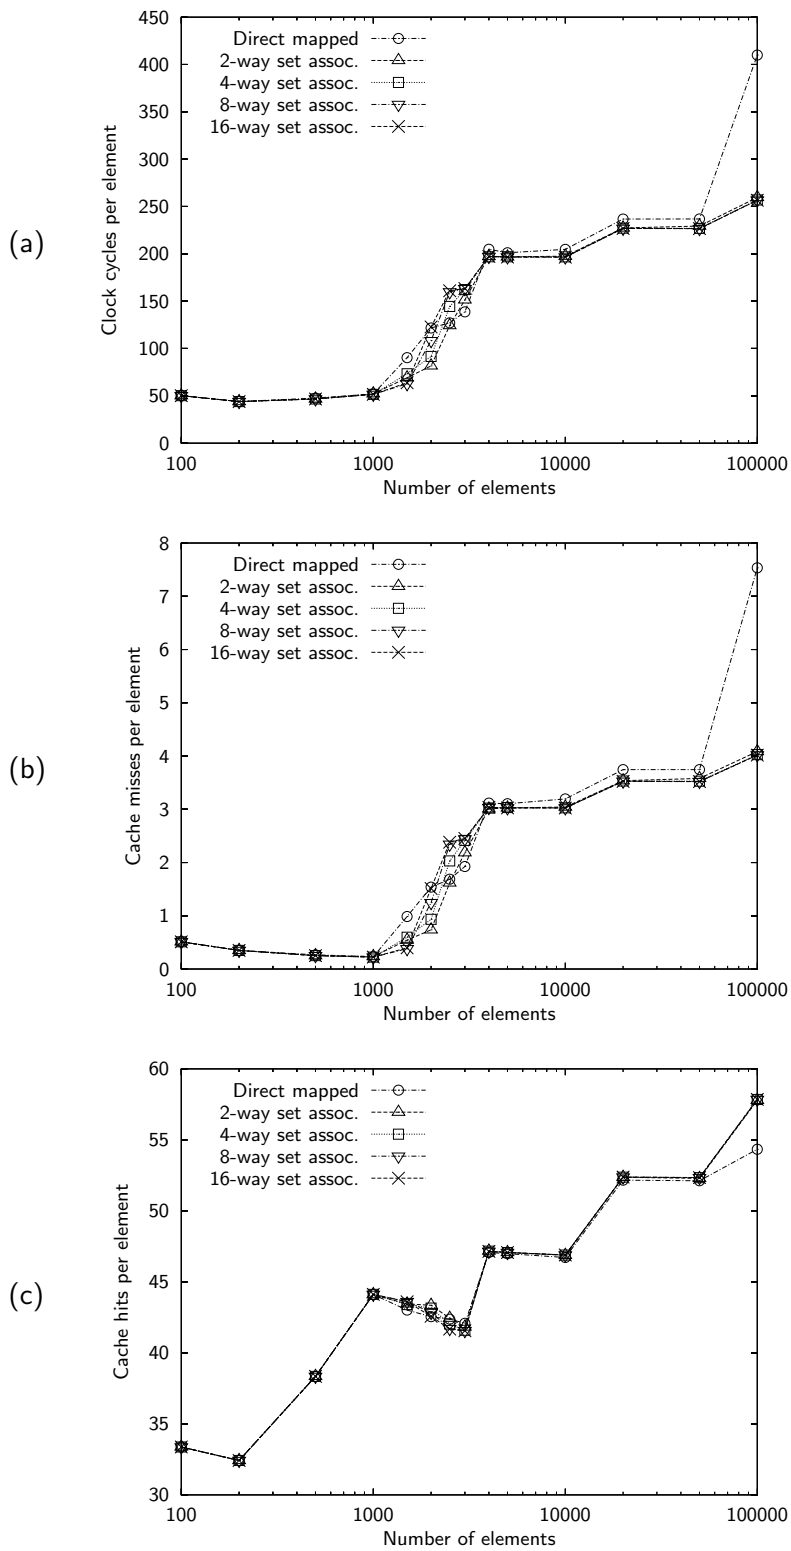 (a)
Clock cycles per element
450
400
350
300
250
200
150
100
50
0
Direct mapped
2-way set assoc.
4-way set assoc.
8-way set assoc.
16-way set assoc.
100 1000 10000 100000
Number of elements
(b)
Cache misses per element
8
7
6
5
4
3
2
1
0
Direct mapped
2-way set assoc.
4-way set assoc.
8-way set assoc.
16-way set assoc.
100 1000 10000 100000
Number of elements
(c)
Cache hits per element
60
55
50
45
40
35
30
Direct mapped
2-way set assoc.
4-way set assoc.
8-way set assoc.
16-way set assoc.
100 1000 10000 100000
Number of elements